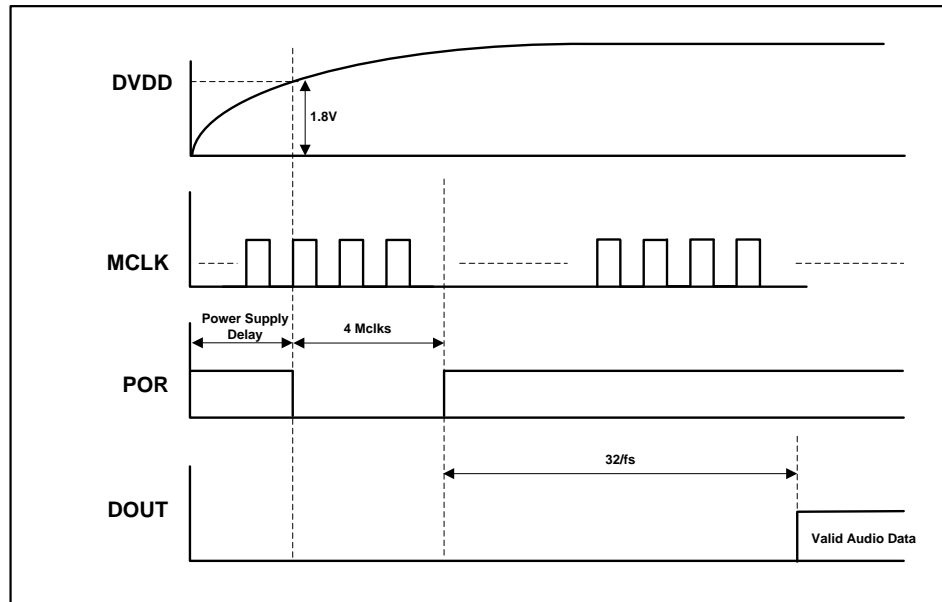 DVDD
1.8V
MCLK
Power Supply
Delay
4 Mclks
POR
32/fs
DOUT
Valid Audio Data